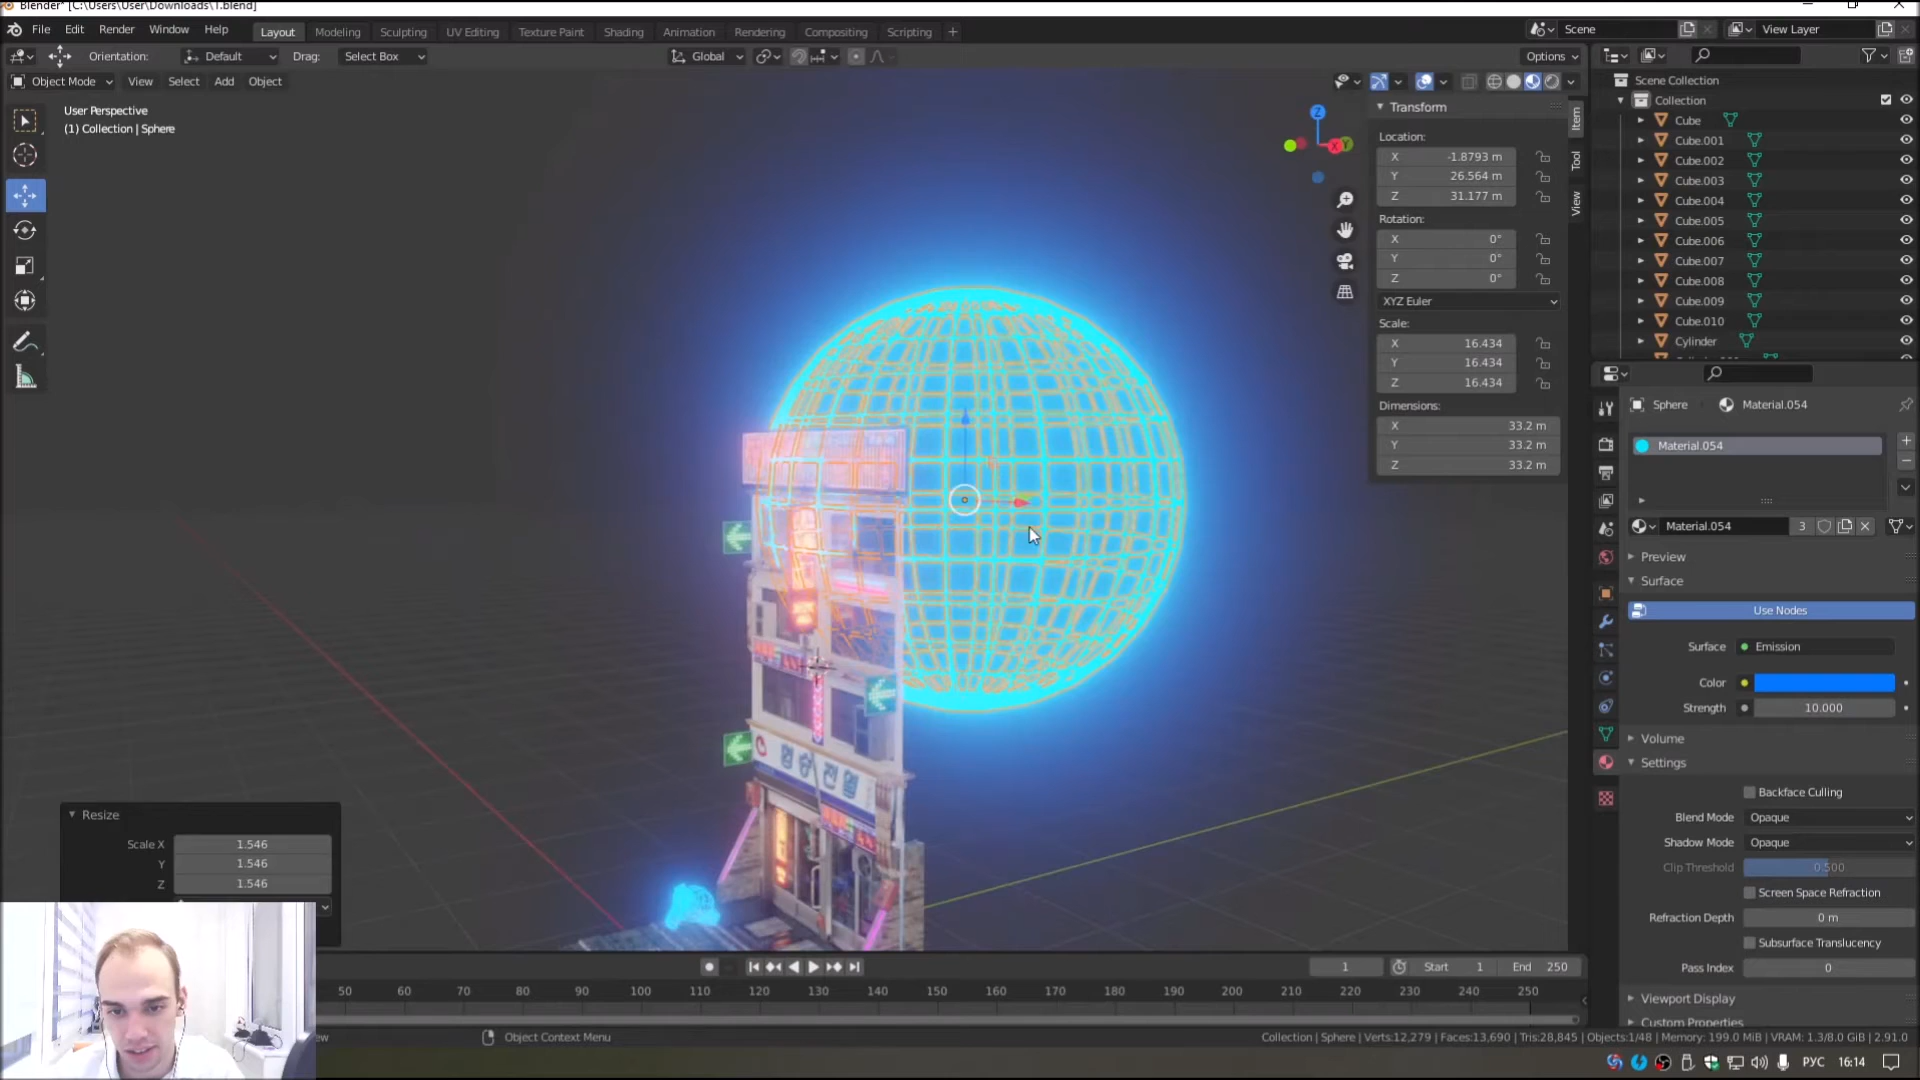 Blender* [C:\Users\User\Downloads\1.blend]
File Edit Render Window Help
Layout Modeling Sculpting UV Editing Texture Paint Shading Animation Rendering Compositing Scripting +
Scene
View Layer
Orientation: Default Drag: Select Box
Global
Options
Object Mode View Select Add Object
User Perspective
(1) Collection | Sphere
Z
X
Y
Transform
Location:
X -1.8793 m
Y 26.564 m
Z 31.177 m
Rotation:
X 0°
Y 0°
Z 0°
XYZ Euler
Scale:
X 16.434
Y 16.434
Z 16.434
Dimensions:
X 33.2 m
Y 33.2 m
Z 33.2 m
Item
Tool
View
Scene Collection
Collection
Cube
Cube.001
Cube.002
Cube.003
Cube.004
Cube.005
Cube.006
Cube.007
Cube.008
Cube.009
Cube.010
Cylinder
Sphere Material.054
Material.054
Material.054 3
Preview
Surface
Use Nodes
Surface Emission
Color
Strength 10.000
Volume
Settings
Backface Culling
Blend Mode Opaque
Shadow Mode Opaque
Clip Threshold 0.500
Screen Space Refraction
Refraction Depth 0 m
Subsurface Translucency
Pass Index 0
Viewport Display
Custom Properties
Resize
Scale X 1.546
Y 1.546
Z 1.546
1 Start 1 End 250
50 60 70 80 90 100 110 120 130 140 150 160 170 180 190 200 210 220 230 240 250
Object Context Menu
Collection | Sphere | Verts:12,279 | Faces:13,690 | Tris:28,845 | Objects:1/48 | Memory: 199.0 MiB | VRAM: 1.3/8.0 GiB | 2.91.0
РУС 16:14